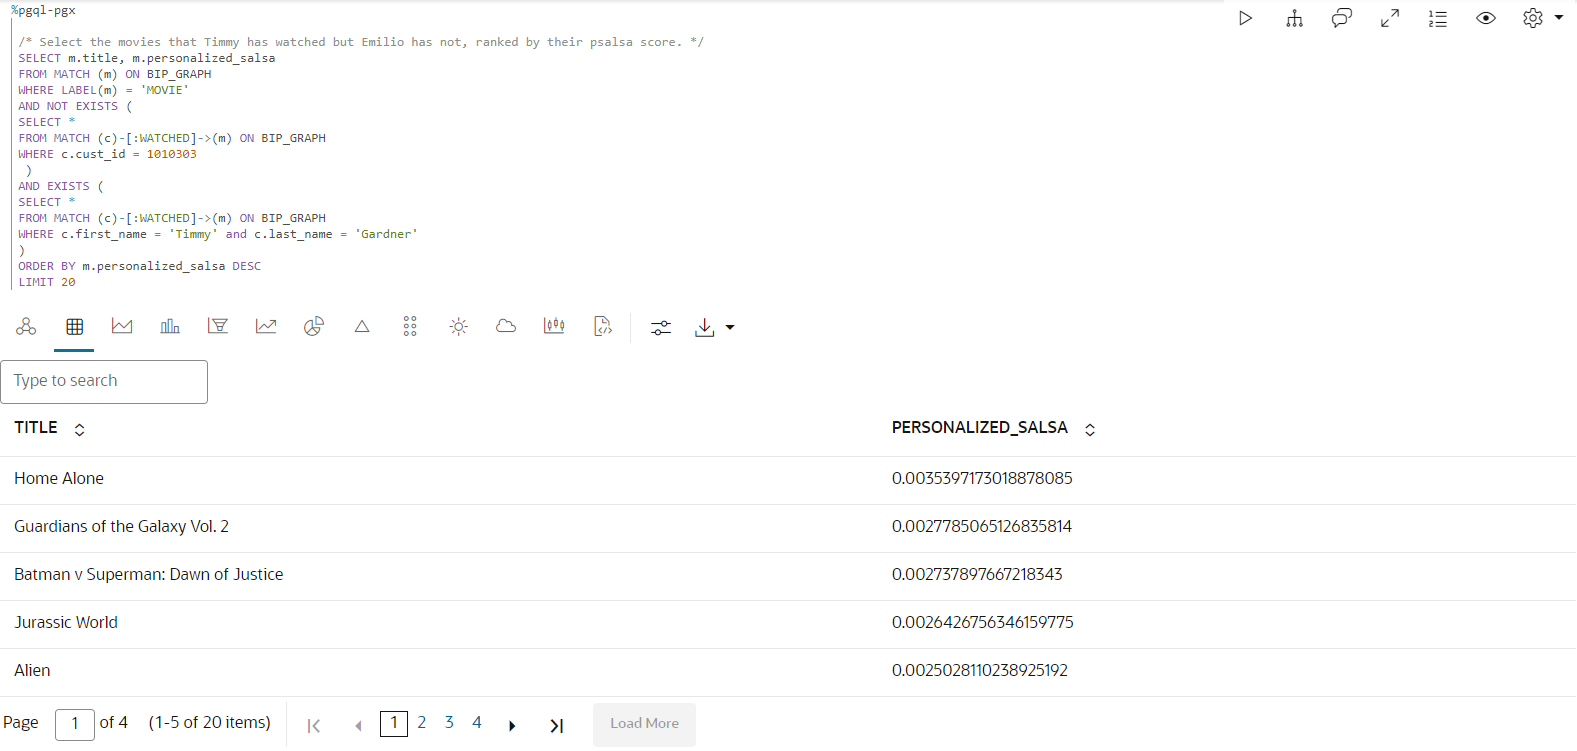 %pgql-pgx
/* Select the movies that Timmy has watched but Emilio has not, ranked by their psalsa score. */
SELECT m.title, m.personalized_salsa
FROM MATCH (m) ON BIP_GRAPH
WHERE LABEL(m) = 'MOVIE'
AND NOT EXISTS (
SELECT *
FROM MATCH (c)-[:WATCHED]->(m) ON BIP_GRAPH
WHERE c.cust_id = 1010303
)
AND EXISTS (
SELECT *
FROM MATCH (c)-[:WATCHED]->(m) ON BIP_GRAPH
WHERE c.first_name = 'Timmy' and c.last_name = 'Gardner'
)
ORDER BY m.personalized_salsa DESC
LIMIT 20
Type to search
TITLE PERSONALIZED_SALSA
Home Alone 0.0035397173018878085
Guardians of the Galaxy Vol. 2 0.0027785065126835814
Batman v Superman: Dawn of Justice 0.002737897667218343
Jurassic World 0.0026426756346159775
Alien 0.0025028110238925192
Page 1 of 4 (1-5 of 20 items) 1 2 3 4 Load More